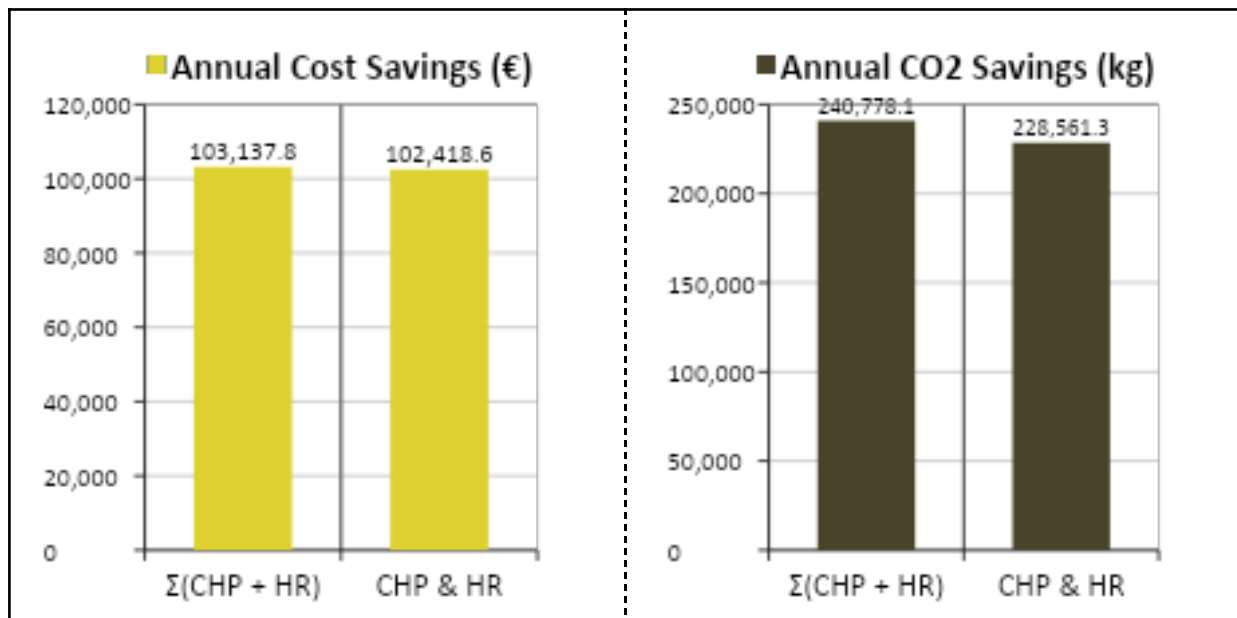 Annual Cost Savings (€)
120,000
100,000
80,000
60,000
40,000
20,000
0
103,137.8
102,418.6
Σ(CHP + HR)
CHP & HR
Annual CO2 Savings (kg)
250,000
200,000
150,000
100,000
50,000
0
240,778.1
228,561.3
Σ(CHP + HR)
CHP & HR